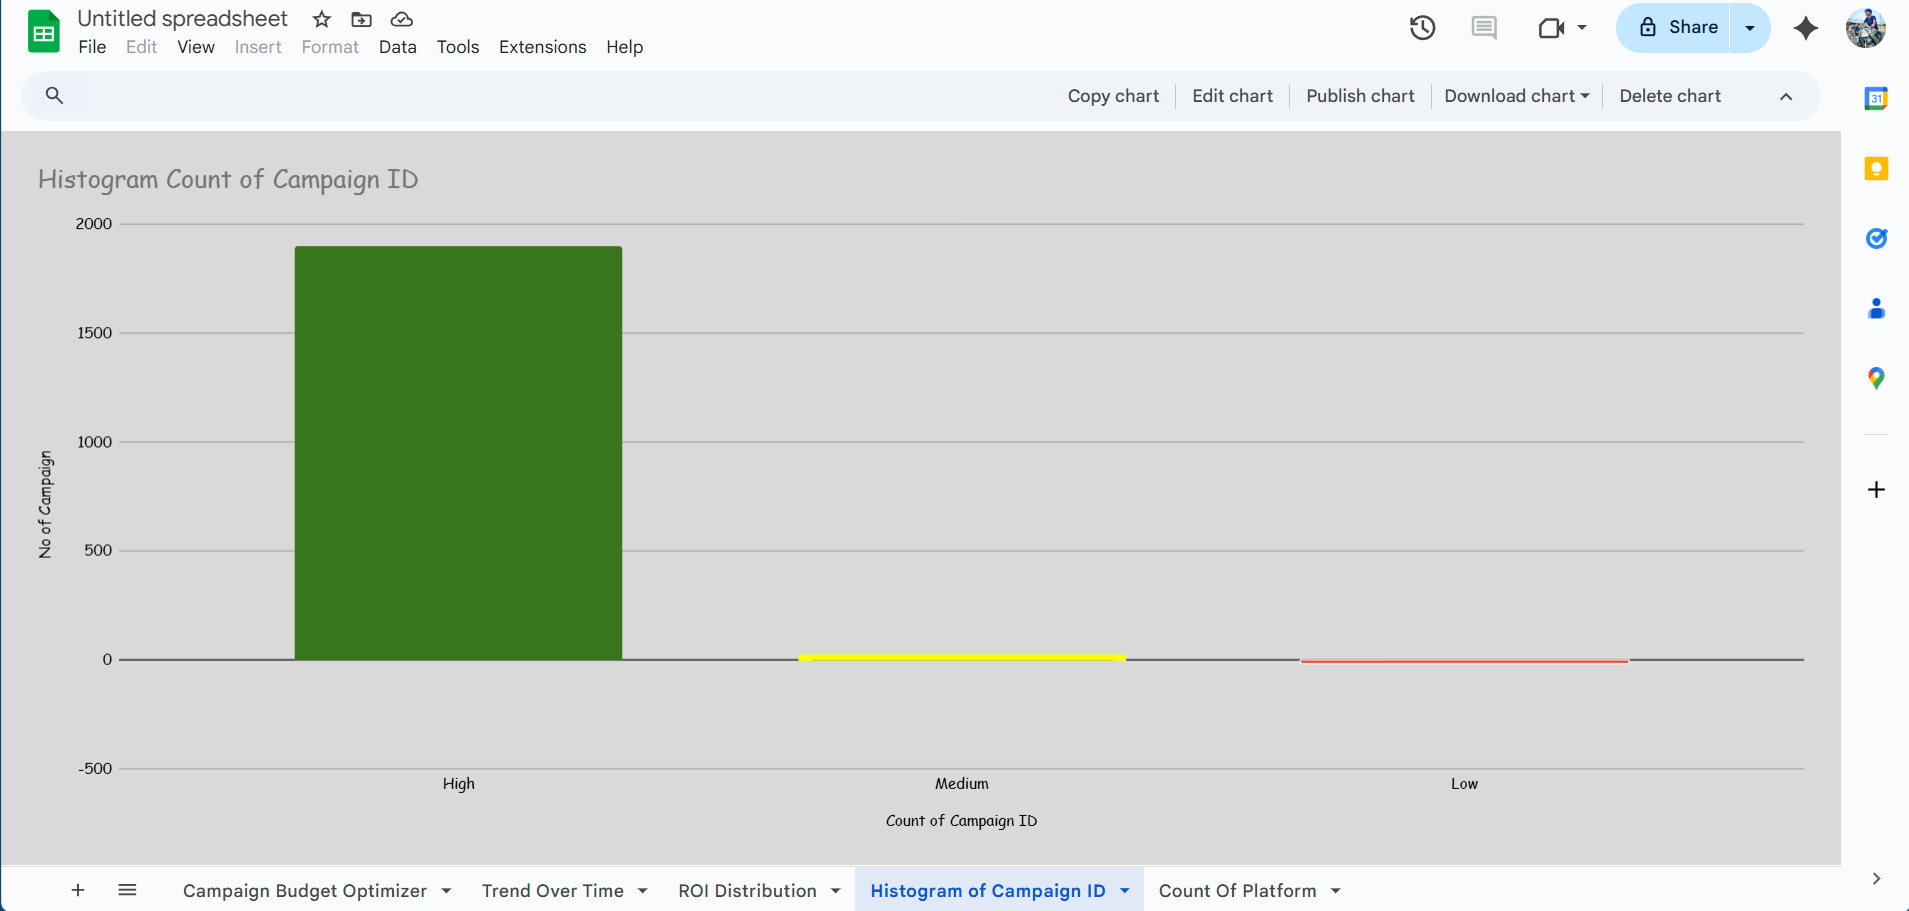 Untitled spreadsheet
File Edit View Insert Format Data Tools Extensions Help
Share
31
Copy chart Edit chart Publish chart Download chart Delete chart
Histogram Count of Campaign ID
2000
1500
1000
500
0
-500
No of Campaign
High Medium Low
Count of Campaign ID
Campaign Budget Optimizer Trend Over Time ROI Distribution Histogram of Campaign ID Count Of Platform